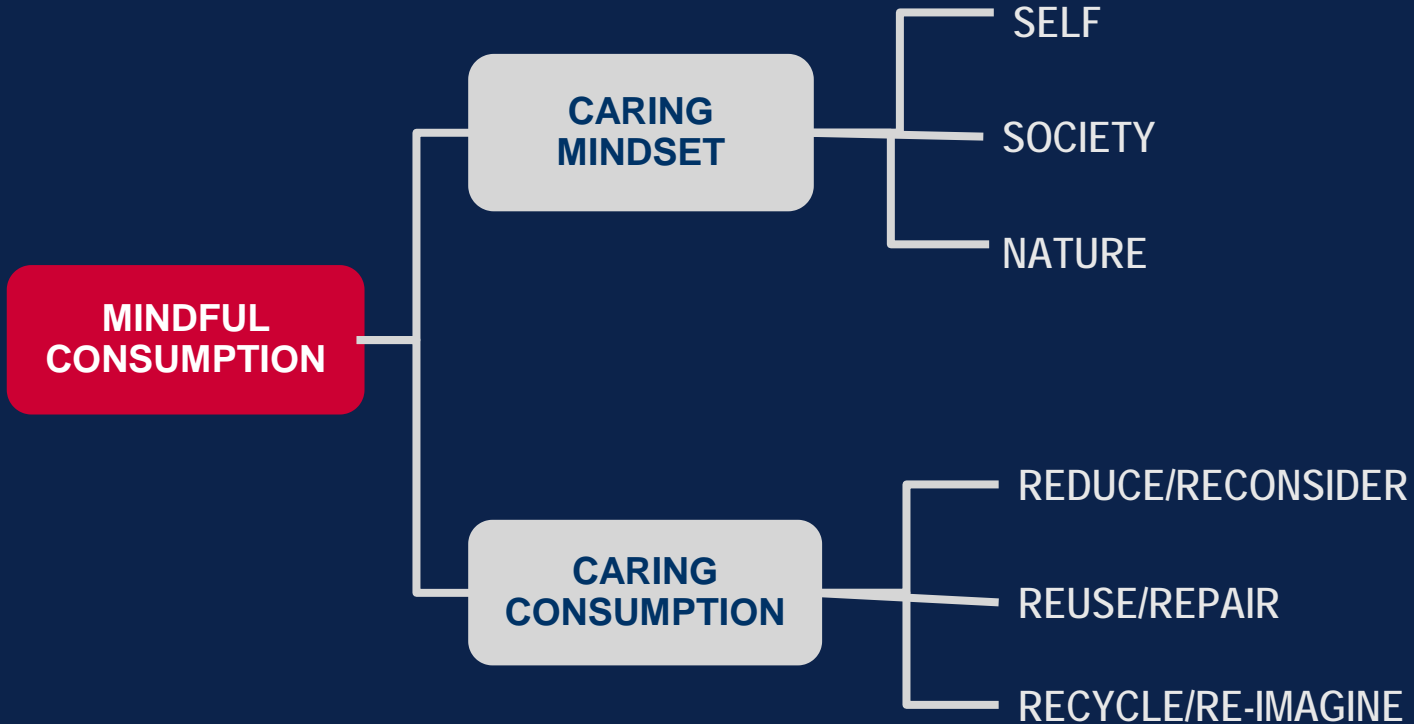 SELF
CARING
MINDSET
SOCIETY
NATURE
MINDFUL
CONSUMPTION
REDUCE/RECONSIDER
CARING
CONSUMPTION
REUSE/REPAIR
RECYCLE/RE-IMAGINE